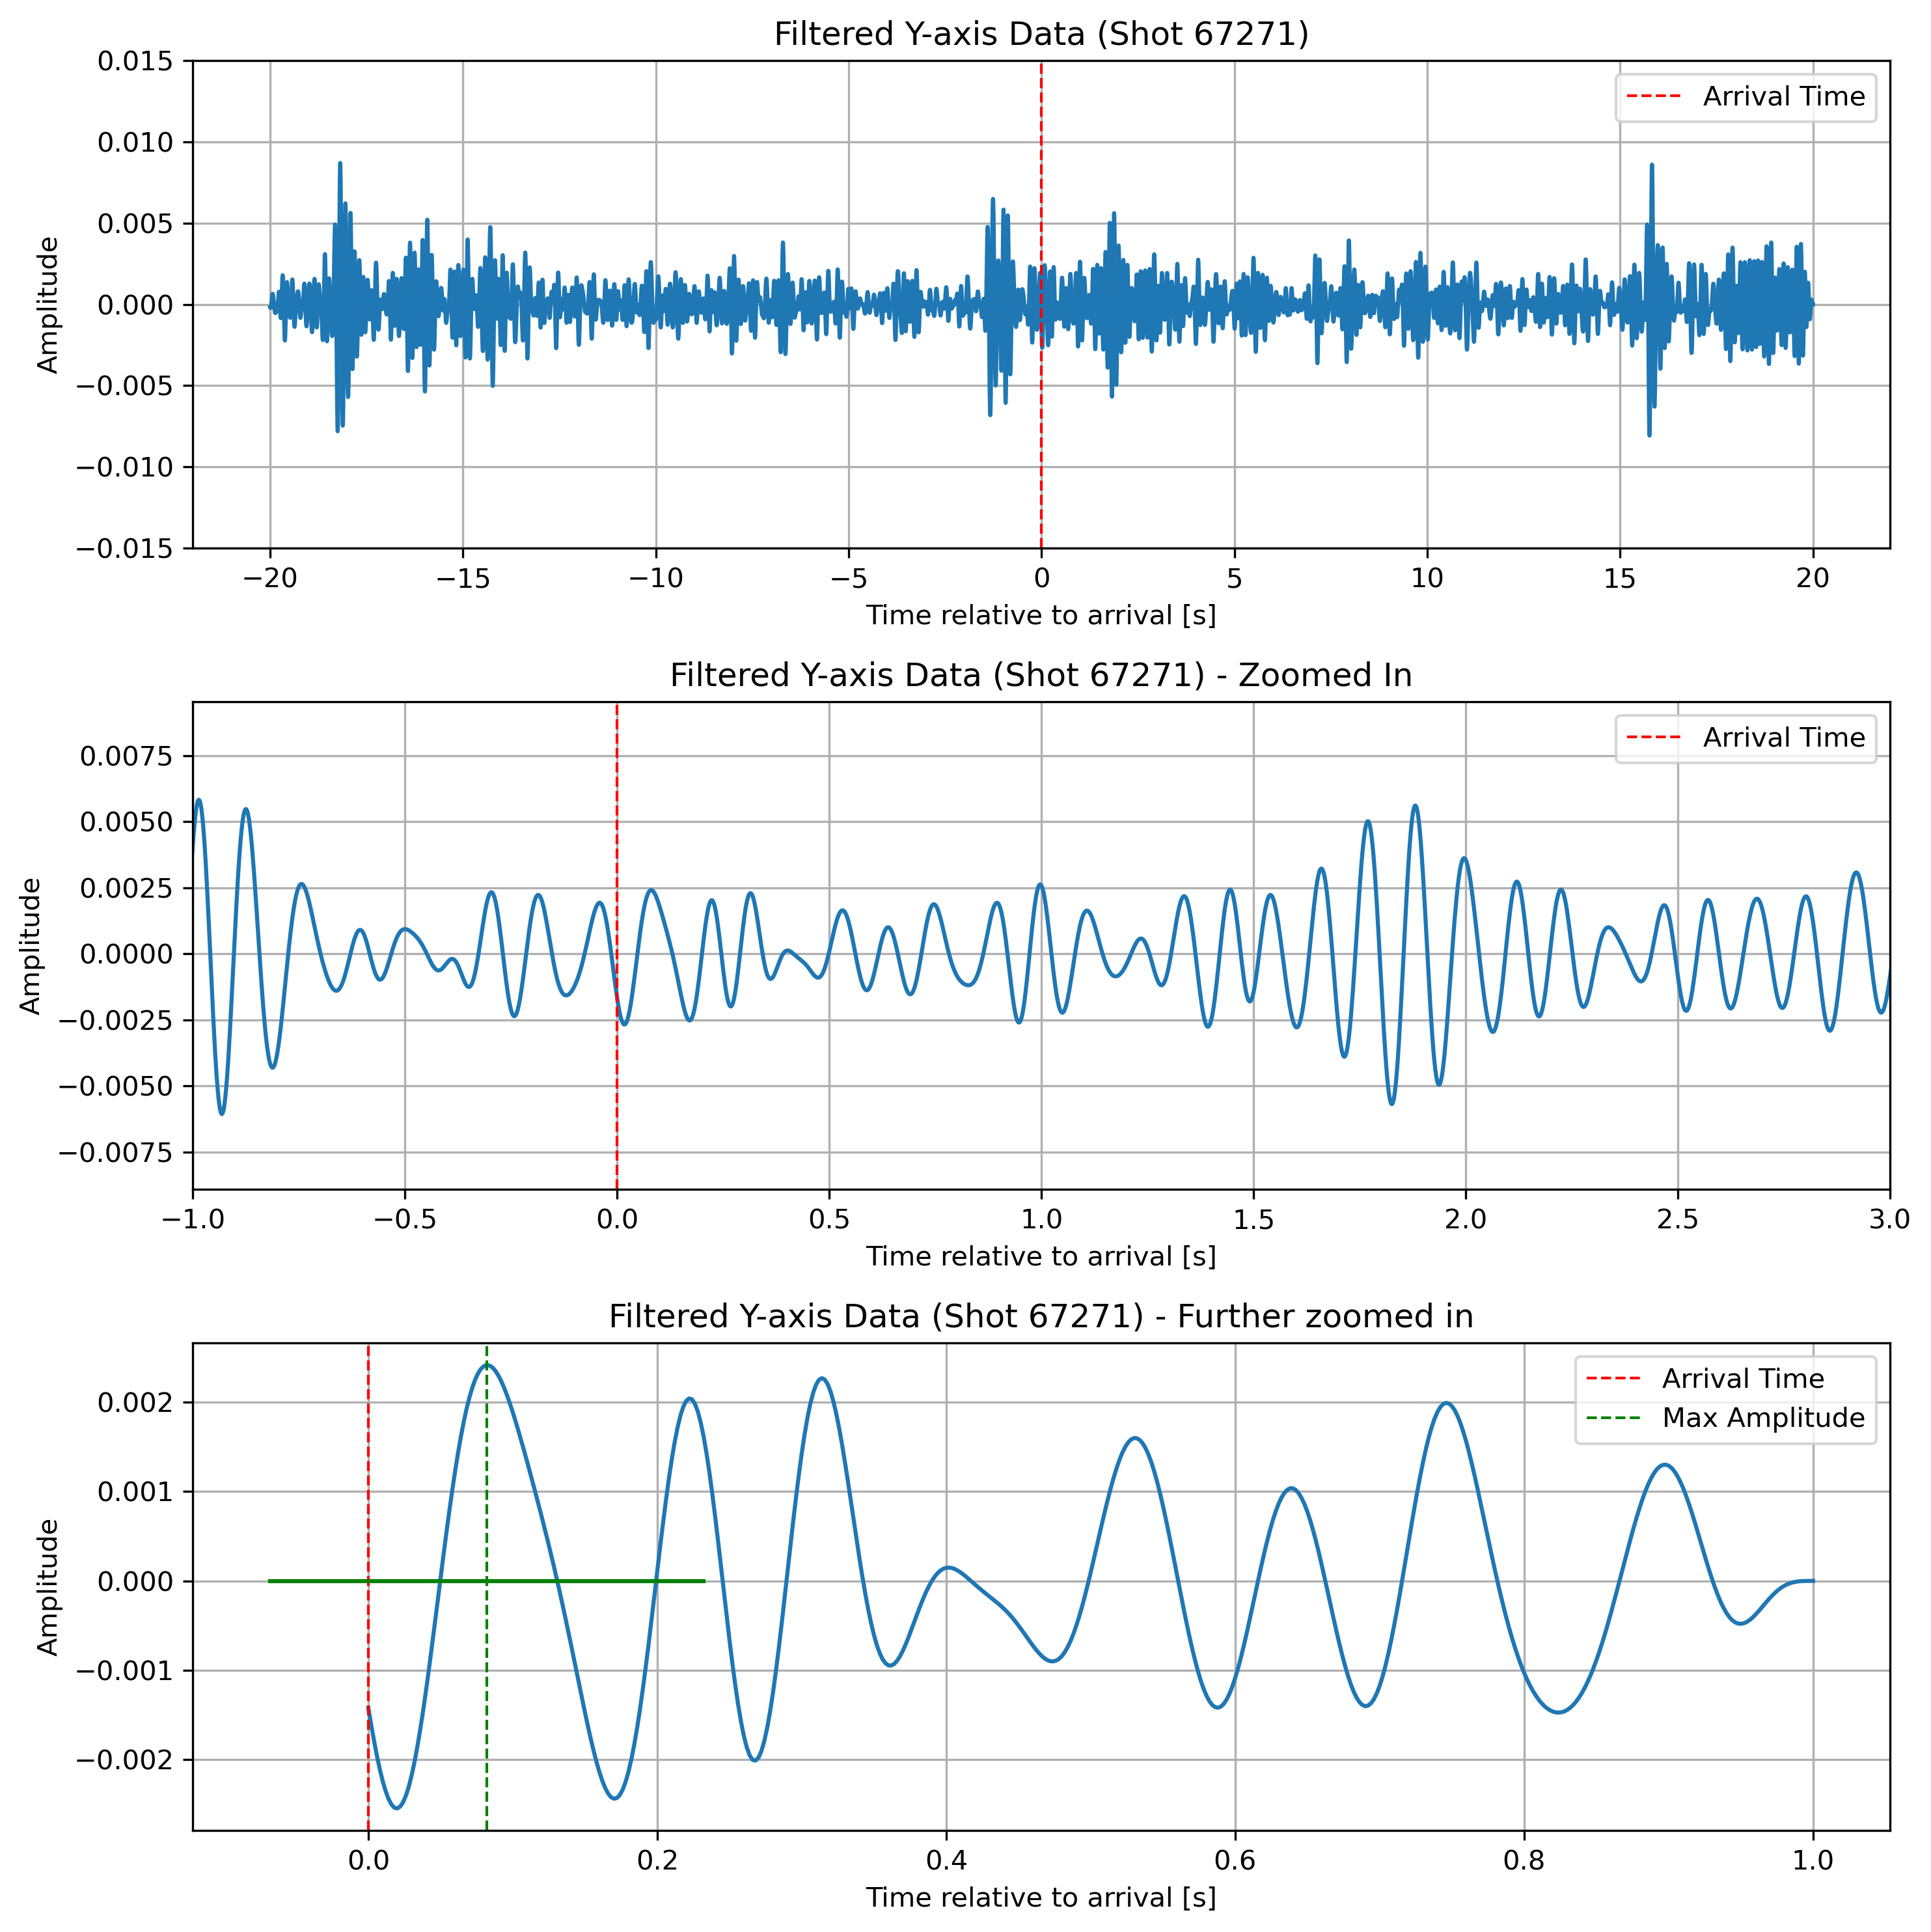 Filtered Y-axis Data (Shot 67271)
0.015
0.010
0.005
0.000
−0.005
−0.010
−0.015
Amplitude
Arrival Time
−20 −15 −10 −5 0 5 10 15 20
Time relative to arrival [s]
Filtered Y-axis Data (Shot 67271) - Zoomed In
0.0075
0.0050
0.0025
0.0000
−0.0025
−0.0050
−0.0075
Amplitude
Arrival Time
−1.0 −0.5 0.0 0.5 1.0 1.5 2.0 2.5 3.0
Time relative to arrival [s]
Filtered Y-axis Data (Shot 67271) - Further zoomed in
0.002
0.001
0.000
−0.001
−0.002
Amplitude
Arrival Time
Max Amplitude
0.0 0.2 0.4 0.6 0.8 1.0
Time relative to arrival [s]